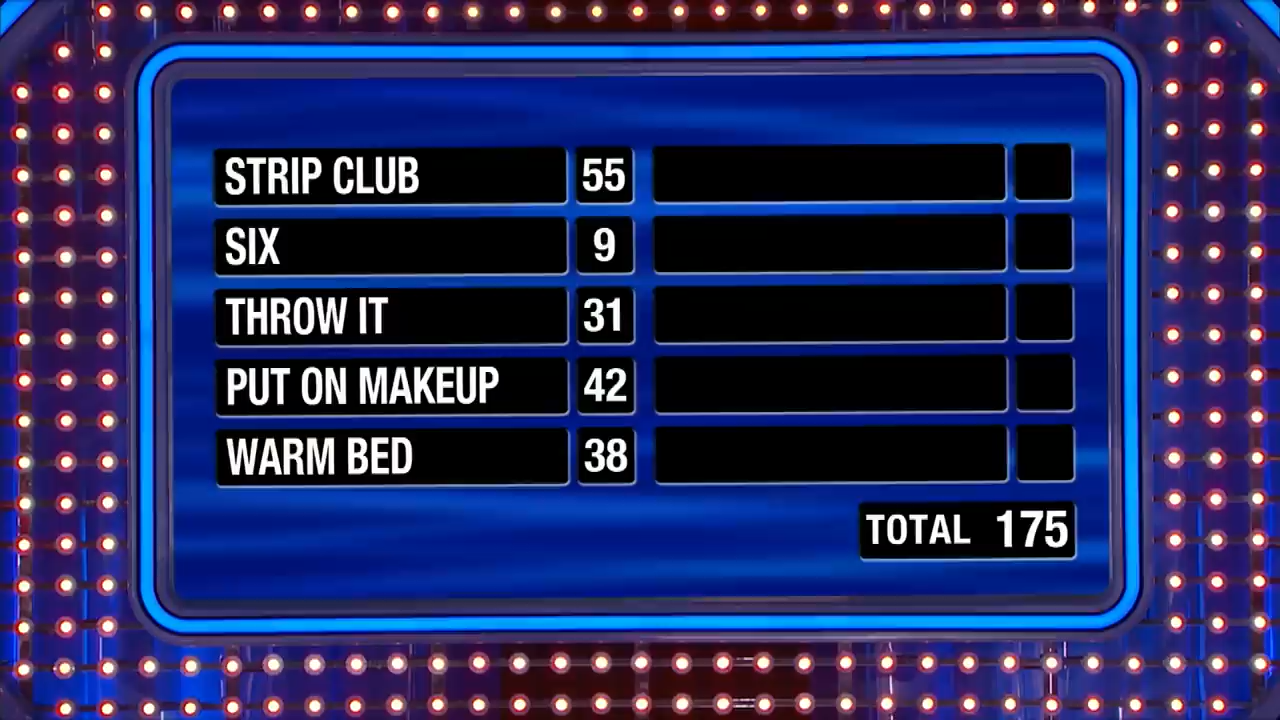 STRIP CLUB 55
SIX 9
THROW IT 31
PUT ON MAKEUP 42
WARM BED 38
TOTAL 175